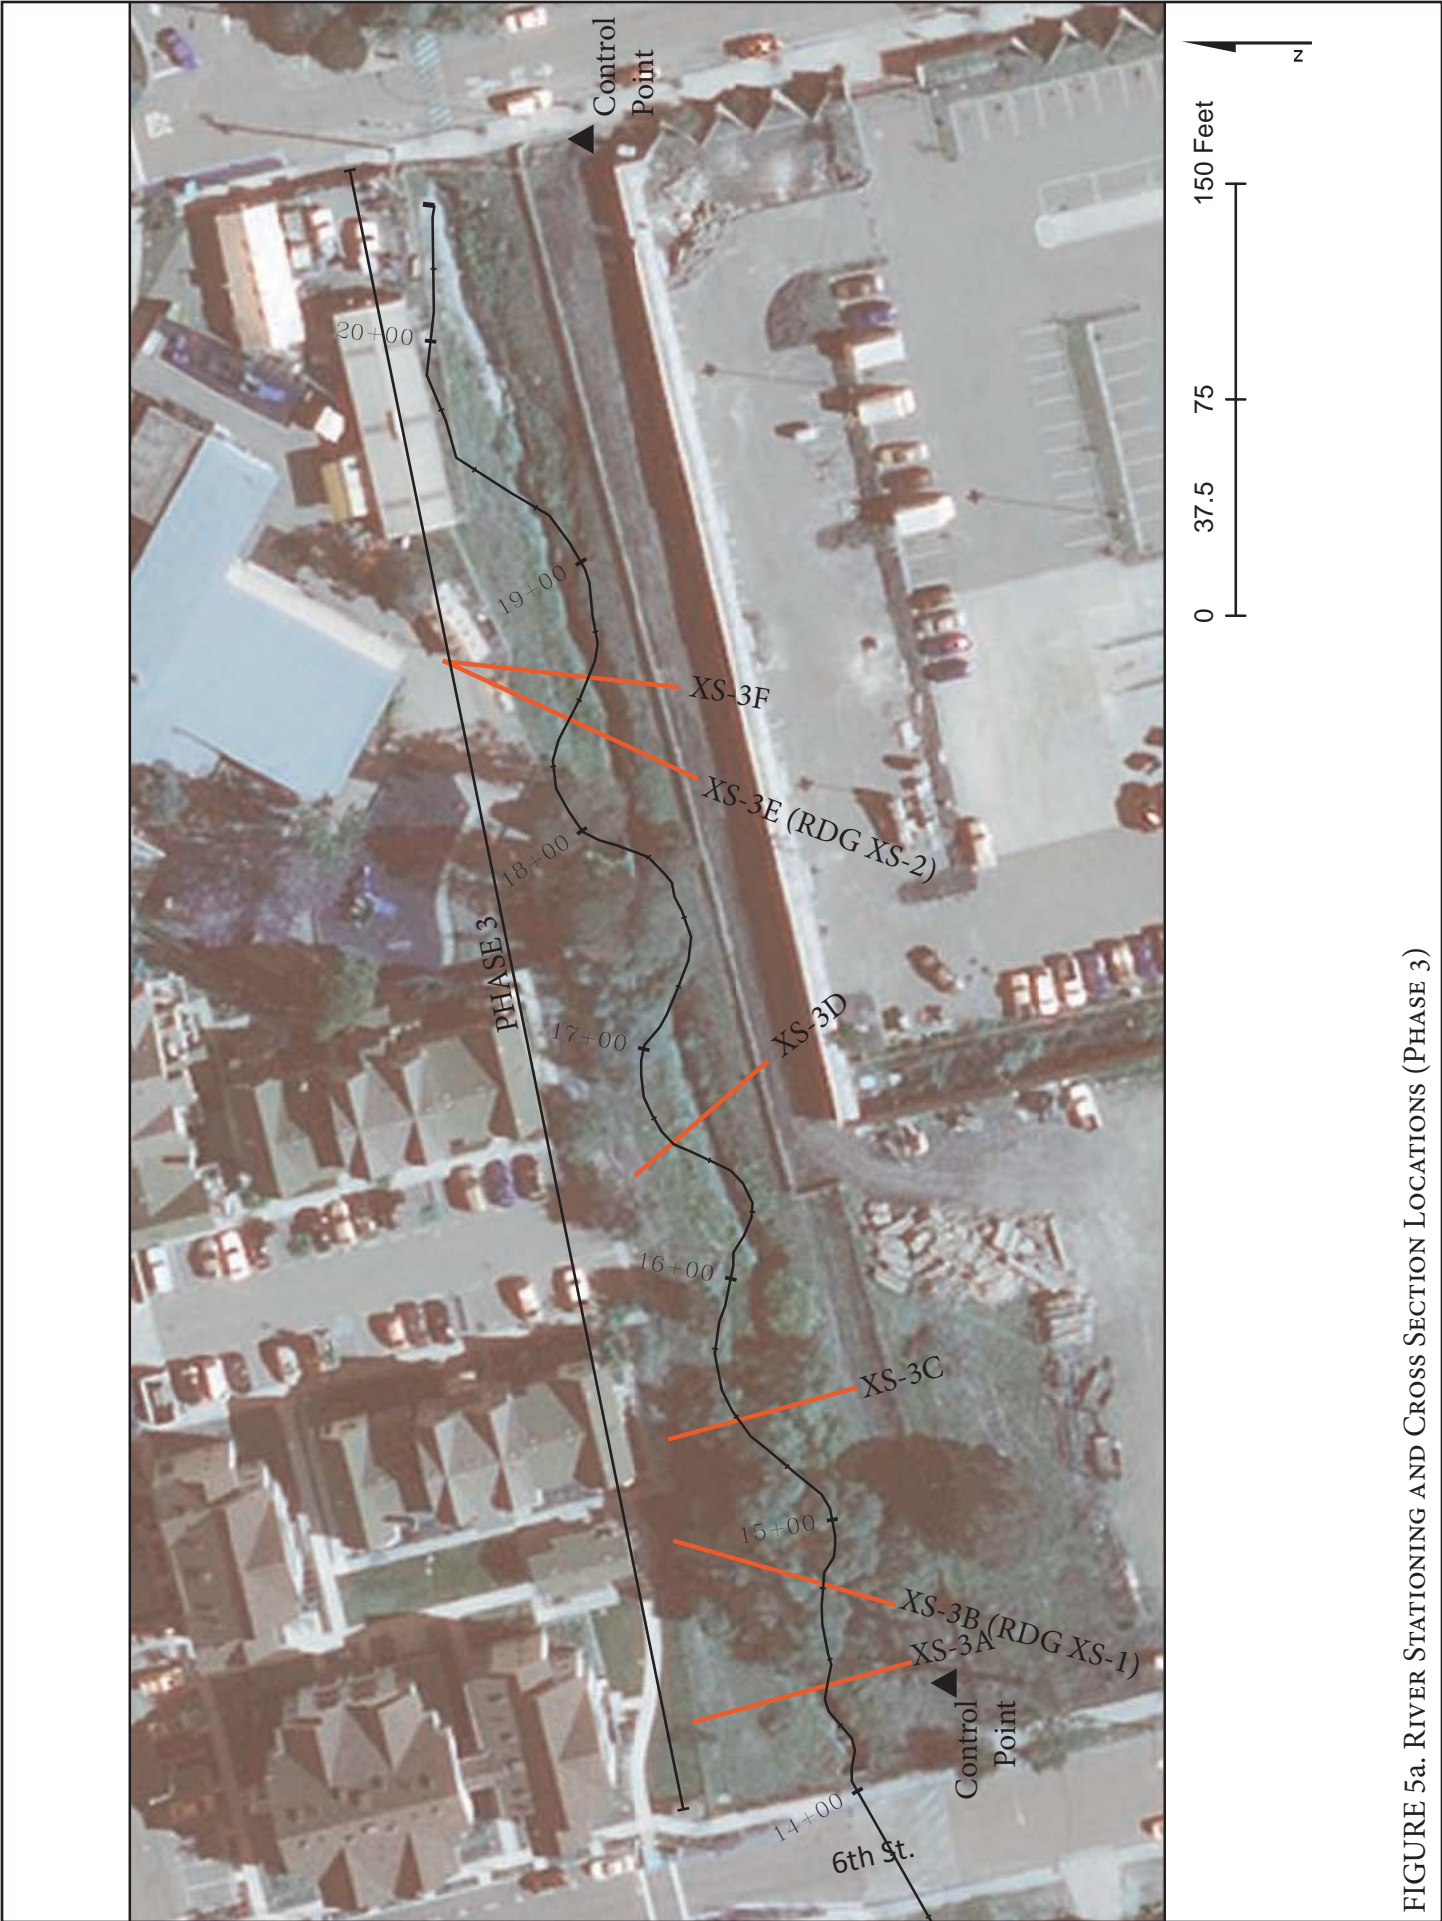 Control
Point
20+00
19+00
XS-3F
XS-3E (RDG XS-2)
18+00
PHASE 3
17+00
XS-3D
16+00
XS-3C
15+00
XS-3B (RDG XS-1)
XS-3A
Control
Point
14+00
6th St.
0 37.5 75 150 Feet
N
FIGURE 5a. River Stationing and Cross Section Locations (Phase 3)